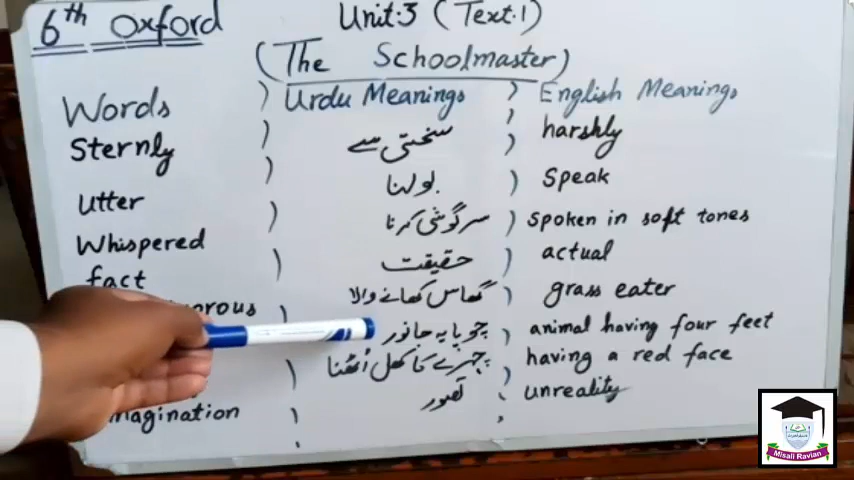 6th Oxford
Unit:3 (Text.1)
(The Schoolmaster)
Words ) Urdu Meanings ) English Meanings
Sternly ) سختی سے ) harshly
Utter ) بولنا ) Speak
Whispered ) سرگوشی کرنا ) spoken in soft tones
fact ) حقیقت ) actual
orous ) گھاس کھانے والا ) grass eater
چوپایہ جانور ) animal having four feet
) چہرے کا کھل اُٹھنا ) having a red face
magination ) تصور ) unreality
Misali Ravian